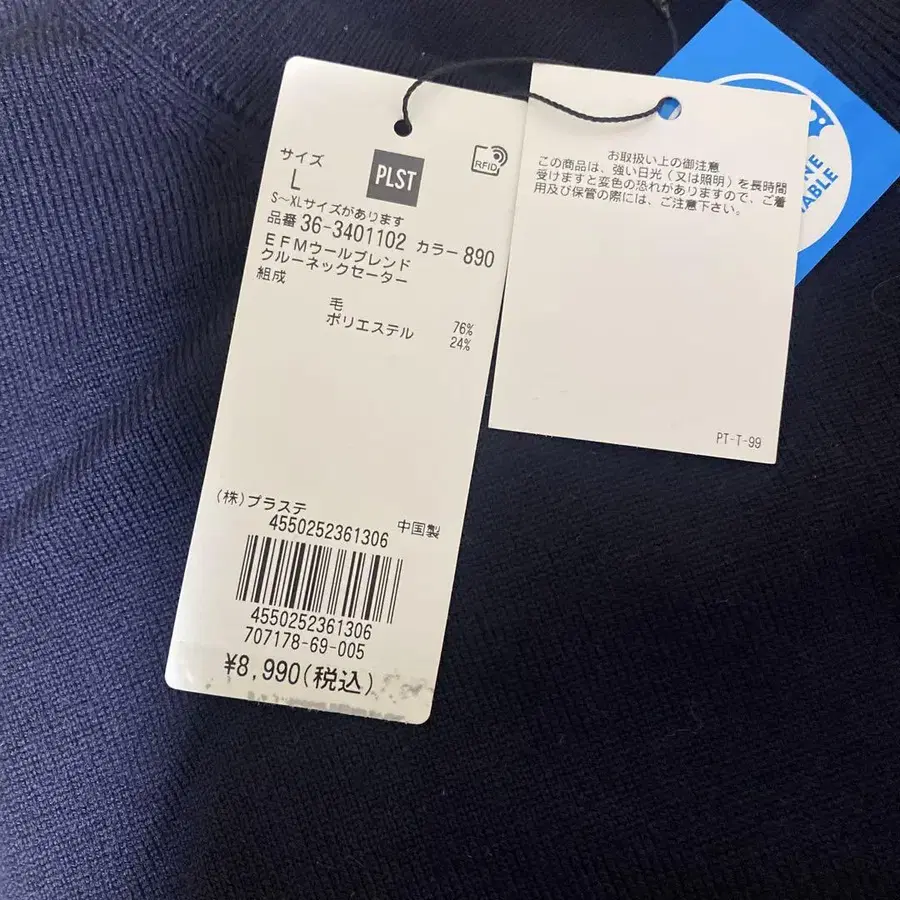 サイズ
L
PLST
RFID
S〜XLサイズがあります
品番 36-3401102 カラー 890
EFMウールブレンド
クルーネックセーター
組成
毛 76%
ポリエステル 24%
(株)プラステ
4550252361306 中国製
4550252361306
707178-69-005
¥8,990(税込)
お取扱い上の御注意
この商品は、強い日光(又は照明)を長時間
受けますと変色の恐れがありますので、ご着
用及び保管の際には、ご注意下さい。
PT-T-99